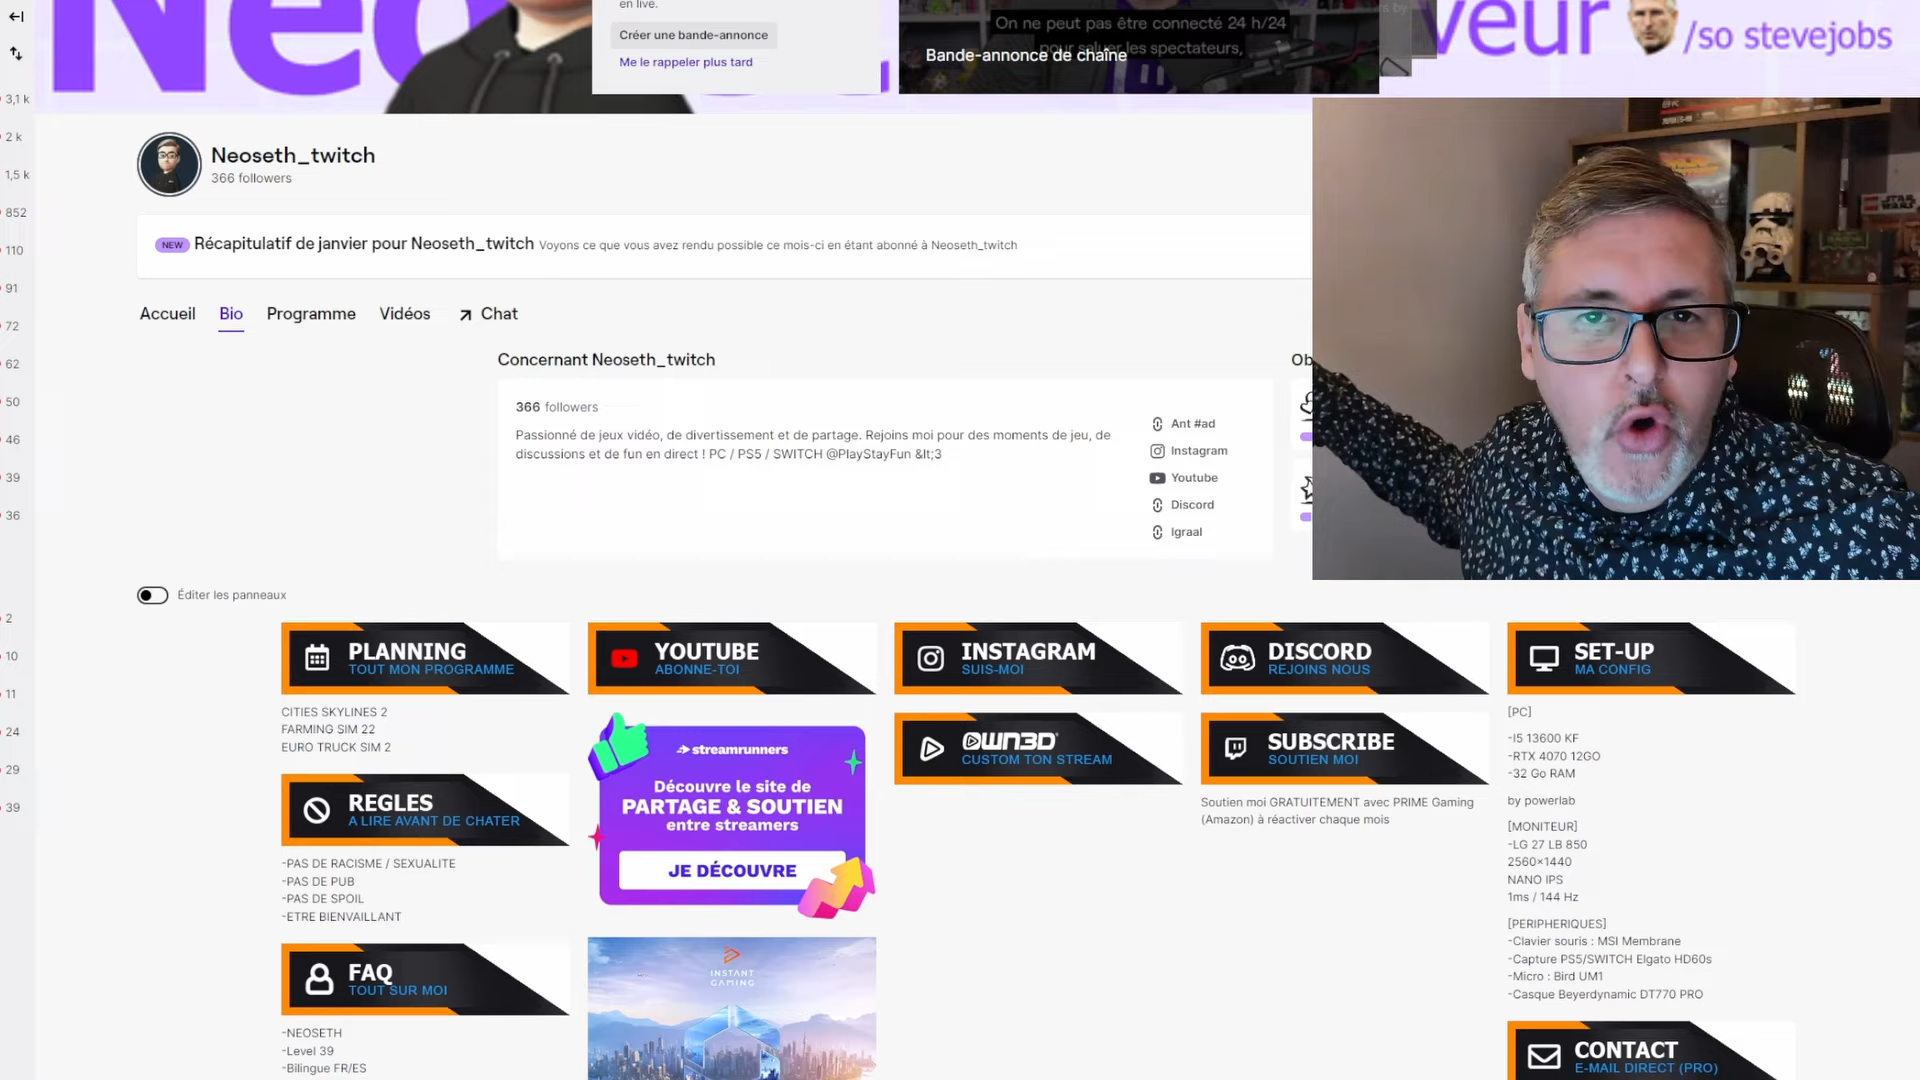 Neo
en live.
Créer une bande-annonce
Me le rappeler plus tard
On ne peut pas être connecté 24 h/24
pour saluer les spectateurs,
Bande-annonce de chaîne
veur
/so stevejobs
3,1 k
2 k
1,5 k
852
110
91
72
62
50
46
39
36
2
10
11
24
29
39
Neoseth_twitch
366 followers
NEW Récapitulatif de janvier pour Neoseth_twitch Voyons ce que vous avez rendu possible ce mois-ci en étant abonné à Neoseth_twitch
Accueil Bio Programme Vidéos Chat
Concernant Neoseth_twitch
Ob
366 followers
Passionné de jeux vidéo, de divertissement et de partage. Rejoins moi pour des moments de jeu, de
discussions et de fun en direct ! PC / PS5 / SWITCH @PlayStayFun &lt;3
Ant #ad
Instagram
Youtube
Discord
Igraal
STAR
WARS
Éditer les panneaux
PLANNING
TOUT MON PROGRAMME
CITIES SKYLINES 2
FARMING SIM 22
EURO TRUCK SIM 2
REGLES
A LIRE AVANT DE CHATER
-PAS DE RACISME / SEXUALITE
-PAS DE PUB
-PAS DE SPOIL
-ETRE BIENVAILLANT
FAQ
TOUT SUR MOI
-NEOSETH
-Level 39
-Bilingue FR/ES
YOUTUBE
ABONNE-TOI
streamrunners
Découvre le site de
PARTAGE & SOUTIEN
entre streamers
JE DÉCOUVRE
INSTANT
GAMING
INSTAGRAM
SUIS-MOI
OWN3D
CUSTOM TON STREAM
DISCORD
REJOINS NOUS
SUBSCRIBE
SOUTIEN MOI
Soutien moi GRATUITEMENT avec PRIME Gaming
(Amazon) à réactiver chaque mois
SET-UP
MA CONFIG
[PC]
-I5 13600 KF
-RTX 4070 12GO
-32 Go RAM
by powerlab
[MONITEUR]
-LG 27 LB 850
2560×1440
NANO IPS
1ms / 144 Hz
[PERIPHERIQUES]
-Clavier souris : MSI Membrane
-Capture PS5/SWITCH Elgato HD60s
-Micro : Bird UM1
-Casque Beyerdynamic DT770 PRO
CONTACT
E-MAIL DIRECT (PRO)